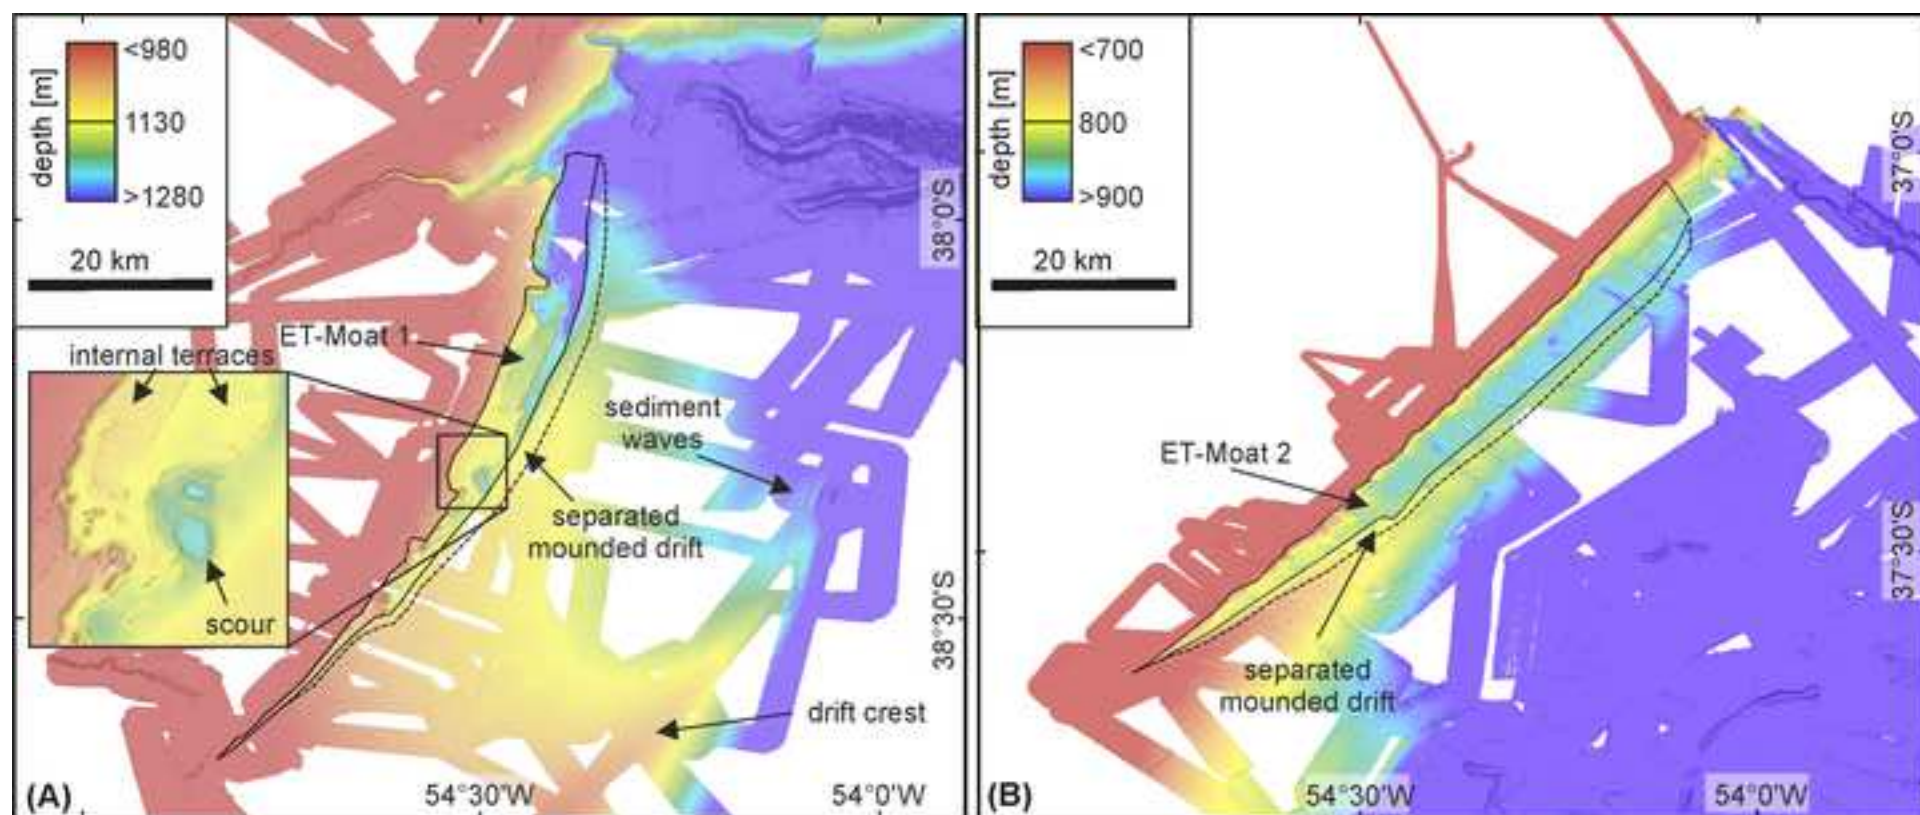 <980
1130
>1280
depth [m]
20 km
ET-Moat 1
internal terraces
scour
sediment
waves
separated
mounded drift
drift crest
38°0'S
38°30'S
54°30'W
54°0'W
(A)
<700
800
>900
depth [m]
20 km
ET-Moat 2
separated
mounded drift
37°0'S
37°30'S
54°30'W
54°0'W
(B)